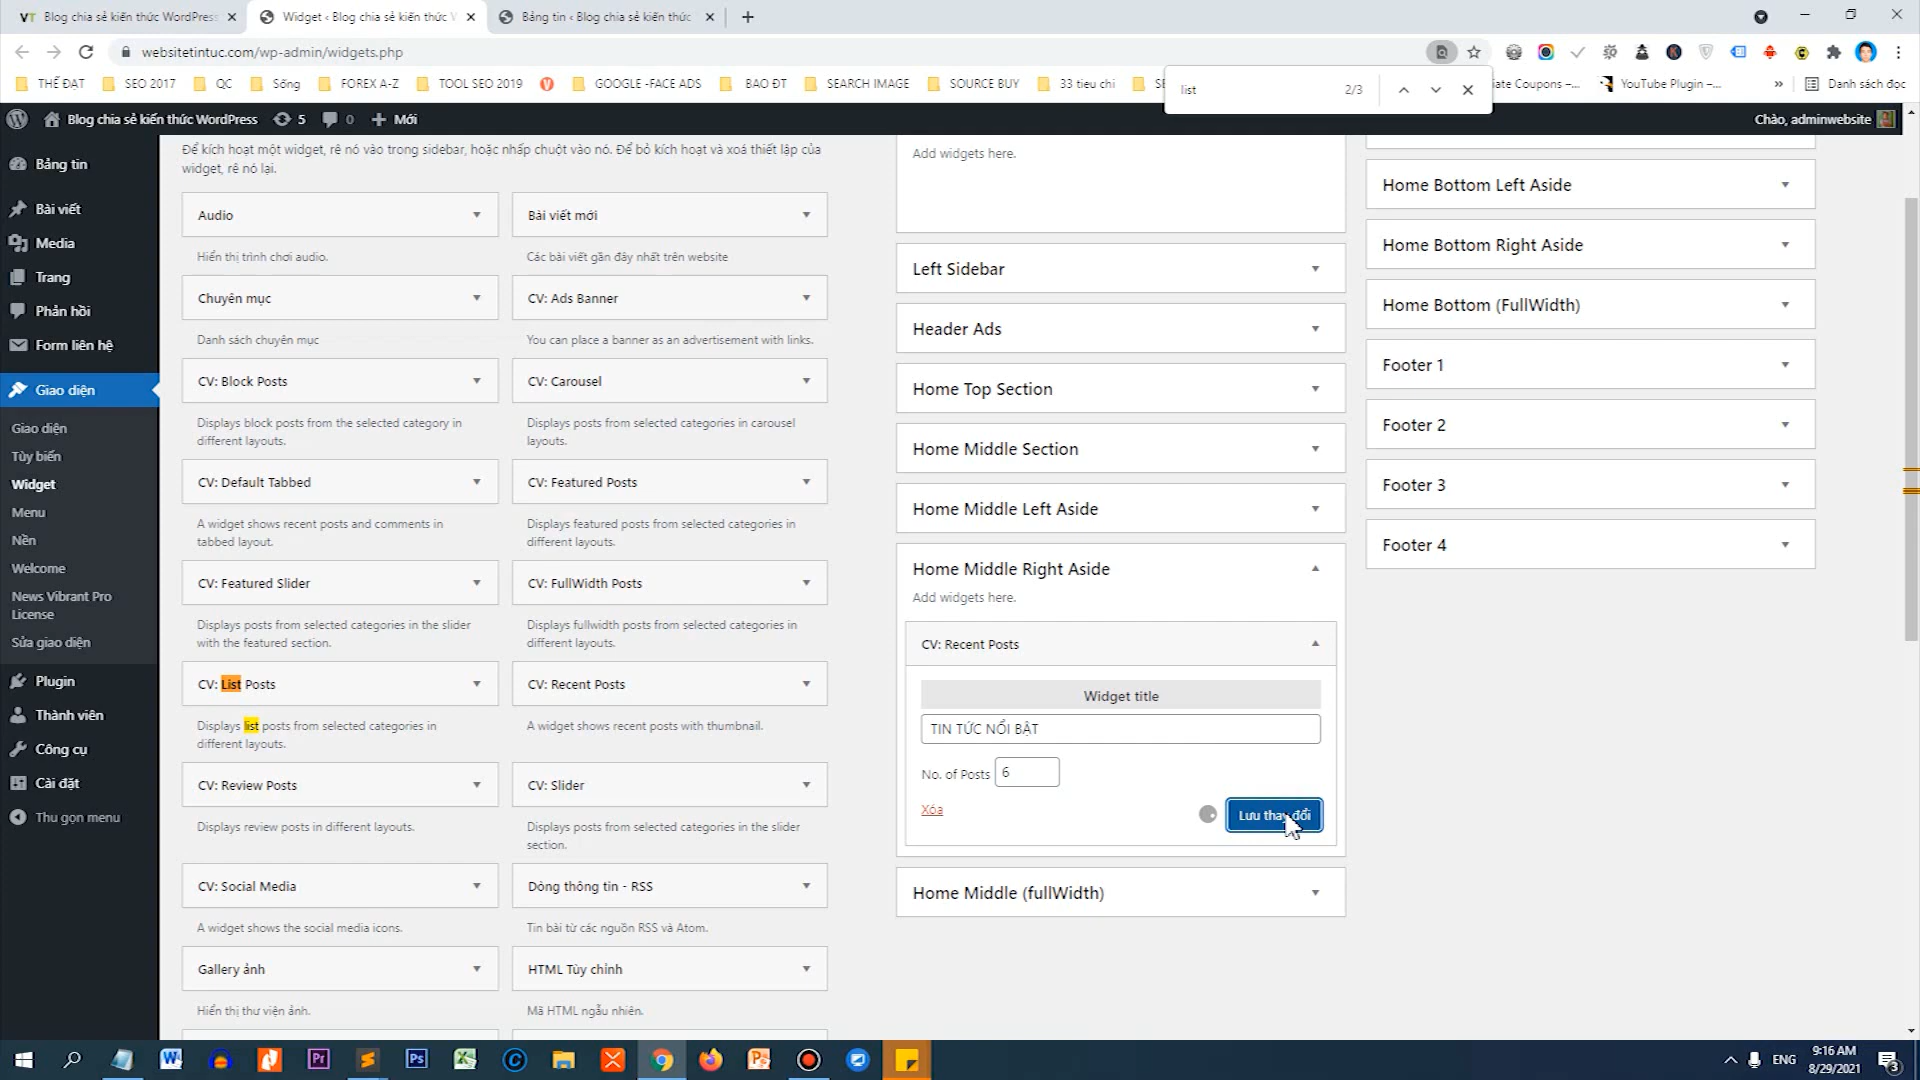 Blog chia sẻ kiến thức WordPress
Widget ‹ Blog chia sẻ kiến thức W
Bảng tin ‹ Blog chia sẻ kiến thức
websitetintuc.com/wp-admin/widgets.php
THẾ ĐẠT
SEO 2017
QC
Sống
FOREX A-Z
TOOL SEO 2019
GOOGLE -FACE ADS
BAO ĐT
SEARCH IMAGE
SOURCE BUY
33 tieu chi
YouTube Plugin –...
Danh sách đọc
list
2/3
Blog chia sẻ kiến thức WordPress
5
0
Mới
Chào, adminwebsite
Bảng tin
Bài viết
Media
Trang
Phản hồi
Form liên hệ
Giao diện
Giao diện
Tùy biến
Widget
Menu
Nền
Welcome
News Vibrant Pro
License
Sửa giao diện
Plugin
Thành viên
Công cụ
Cài đặt
Thu gọn menu
Để kích hoạt một widget, rê nó vào trong sidebar, hoặc nhấp chuột vào nó. Để bỏ kích hoạt và xoá thiết lập của
widget, rê nó lại.
Audio
Bài viết mới
Hiển thị trình chơi audio.
Các bài viết gần đây nhất trên website
Chuyên mục
CV: Ads Banner
Danh sách chuyên mục
You can place a banner as an advertisement with links.
CV: Block Posts
CV: Carousel
Displays block posts from the selected category in
different layouts.
Displays posts from selected categories in carousel
layouts.
CV: Default Tabbed
CV: Featured Posts
A widget shows recent posts and comments in
tabbed layout.
Displays featured posts from selected categories in
different layouts.
CV: Featured Slider
CV: FullWidth Posts
Displays posts from selected categories in the slider
with the featured section.
Displays fullwidth posts from selected categories in
different layouts.
CV: List Posts
CV: Recent Posts
Displays list posts from selected categories in
different layouts.
A widget shows recent posts with thumbnail.
CV: Review Posts
CV: Slider
Displays review posts in different layouts.
Displays posts from selected categories in the slider
section.
CV: Social Media
Dòng thông tin - RSS
A widget shows the social media icons.
Tin bài từ các nguồn RSS và Atom.
Gallery ảnh
HTML Tùy chỉnh
Hiển thị thư viện ảnh.
Mã HTML ngẫu nhiên.
Add widgets here.
Left Sidebar
Header Ads
Home Top Section
Home Middle Section
Home Middle Left Aside
Home Middle Right Aside
Add widgets here.
CV: Recent Posts
Widget title
TIN TỨC NỔI BẬT
No. of Posts 6
Xóa
Lưu thay đổi
Home Middle (fullWidth)
Home Bottom Left Aside
Home Bottom Right Aside
Home Bottom (FullWidth)
Footer 1
Footer 2
Footer 3
Footer 4
ENG
9:16 AM
8/29/2021
3